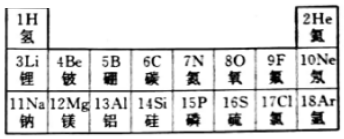 1H 2He
氢 氦
3Li 4Be 5B 6C 7N 8O 9F 10Ne
锂 铍 硼 碳 氮 氧 氟 氖
11Na 12Mg 13Al 14Si 15P 16S 17Cl 18Ar
钠 镁 铝 硅 磷 硫 氯 氩